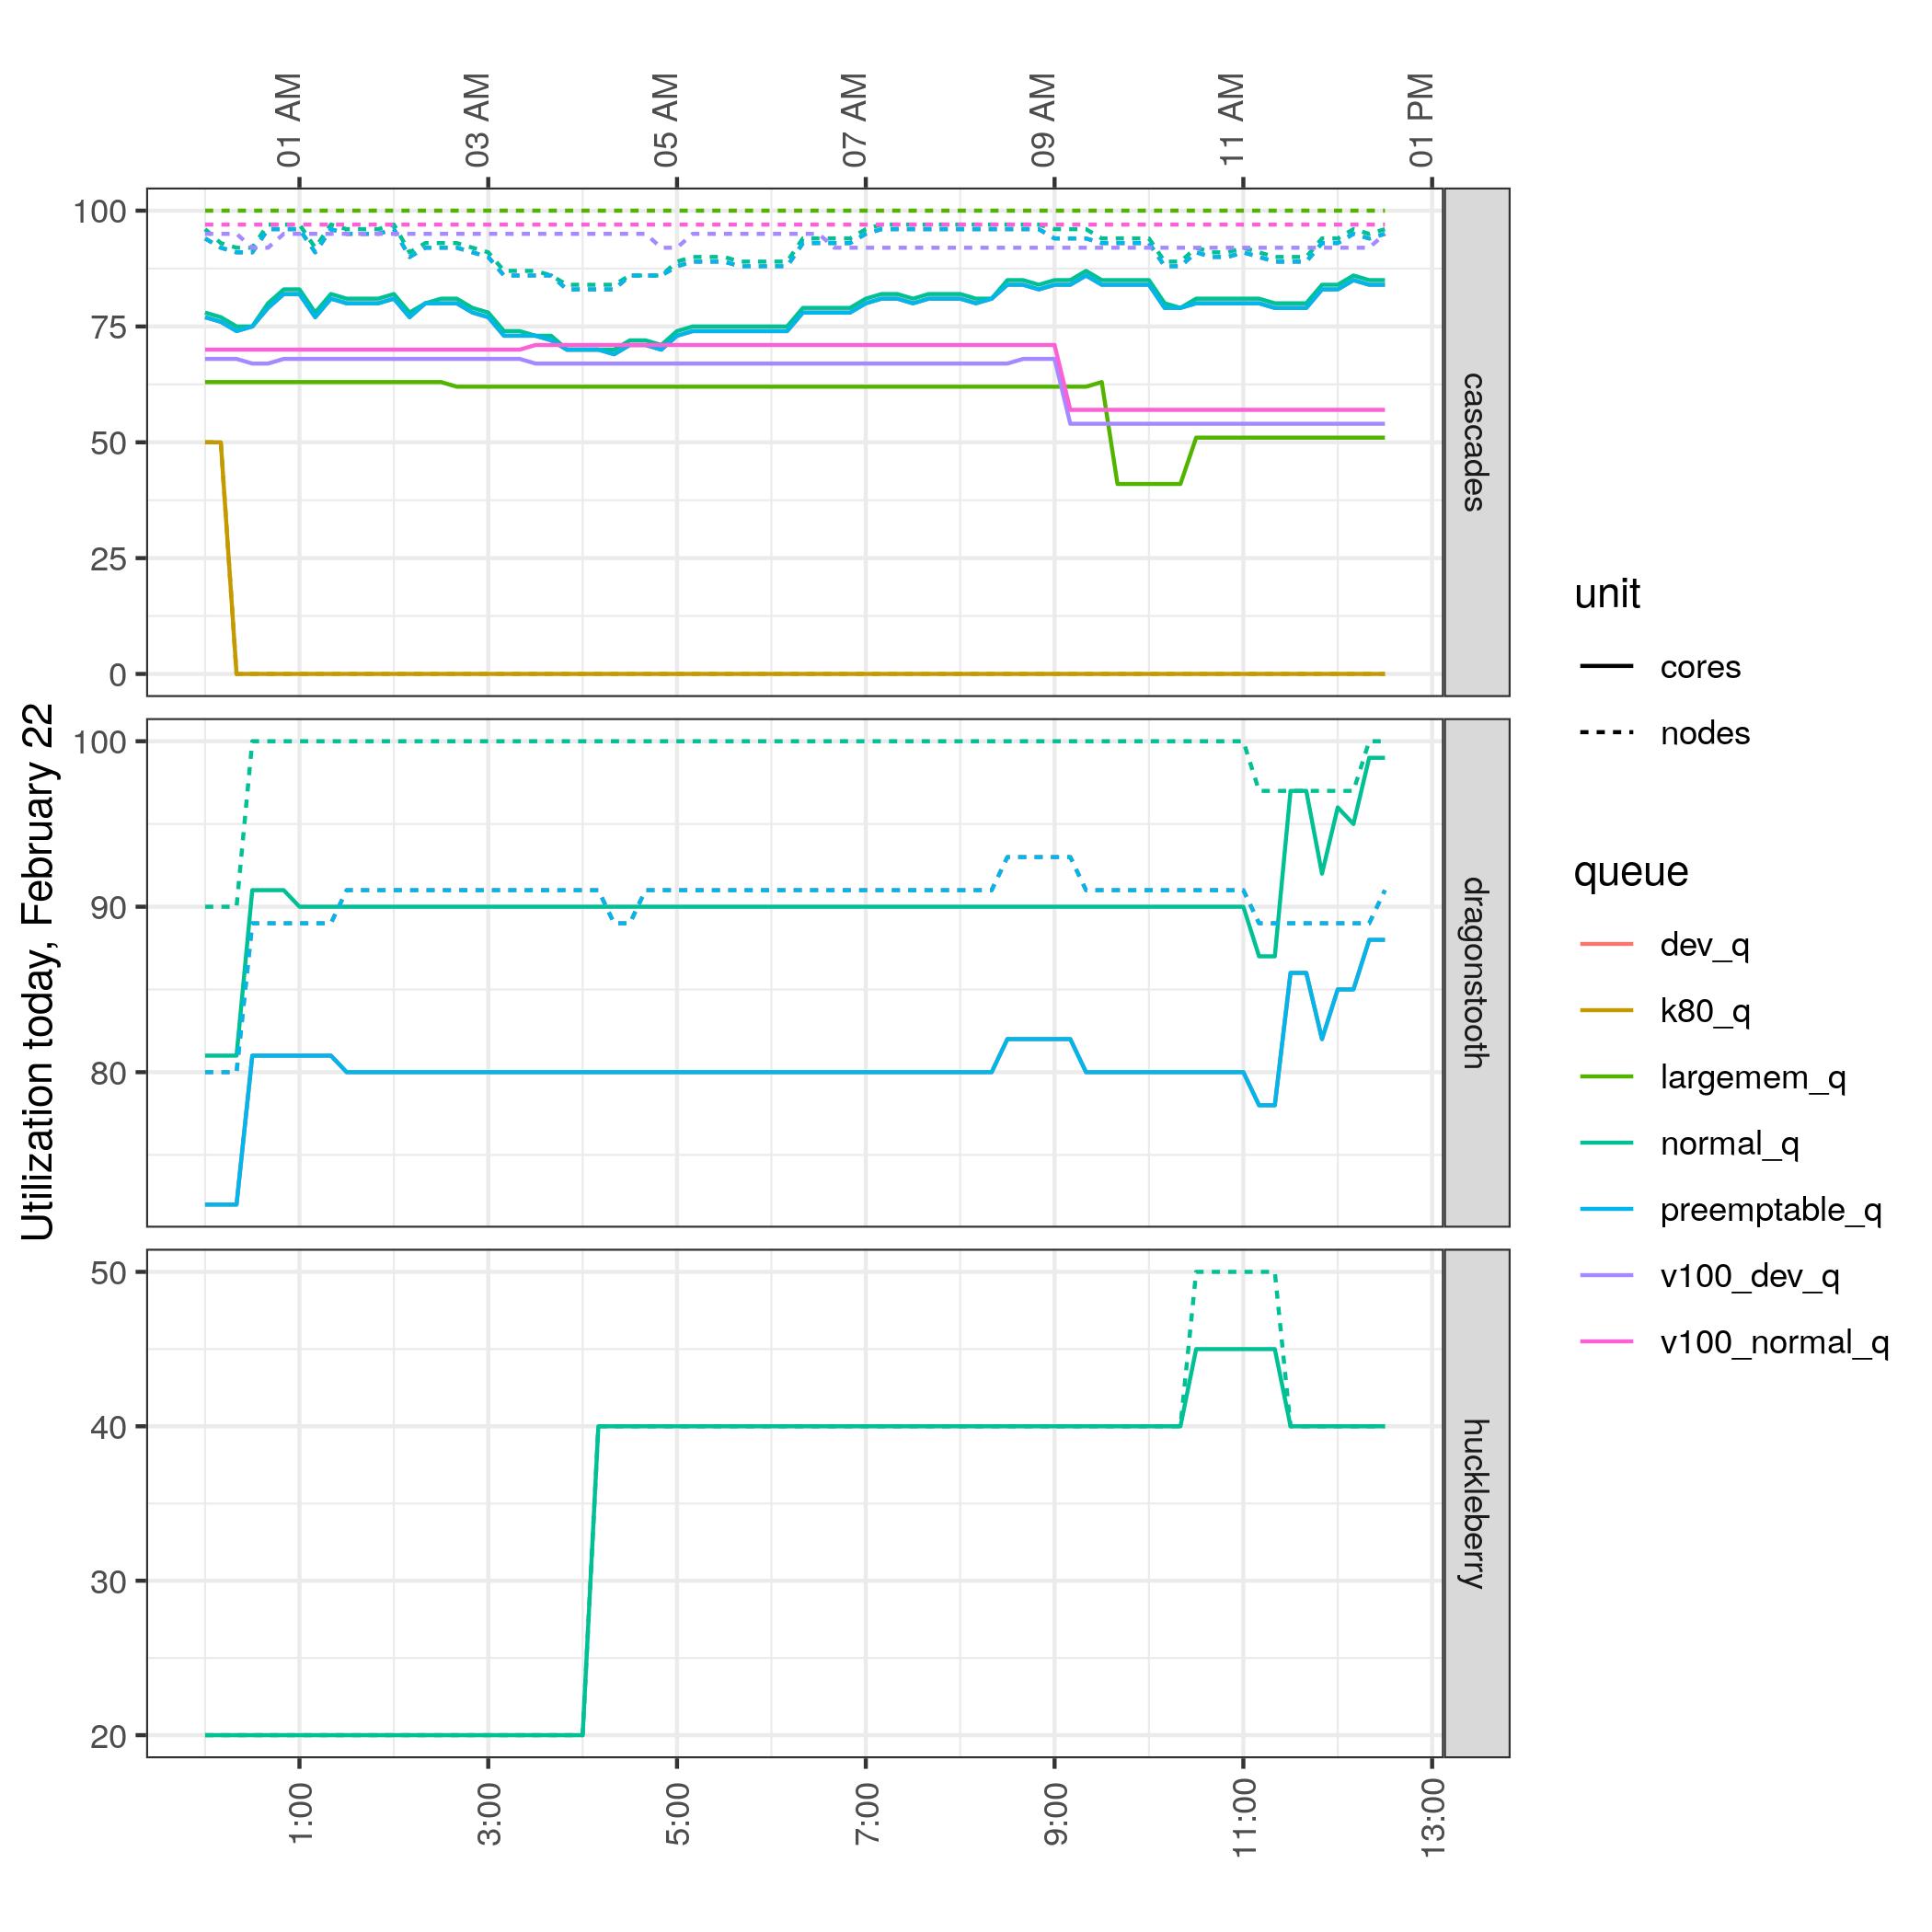 01 AM
03 AM
05 AM
07 AM
09 AM
11 AM
01 PM
Utilization today, February 22
100
75
50
25
0
cascades
100
90
80
dragonstooth
50
40
30
20
huckleberry
1:00
3:00
5:00
7:00
9:00
11:00
13:00
unit
cores
nodes
queue
dev_q
k80_q
largemem_q
normal_q
preemptable_q
v100_dev_q
v100_normal_q